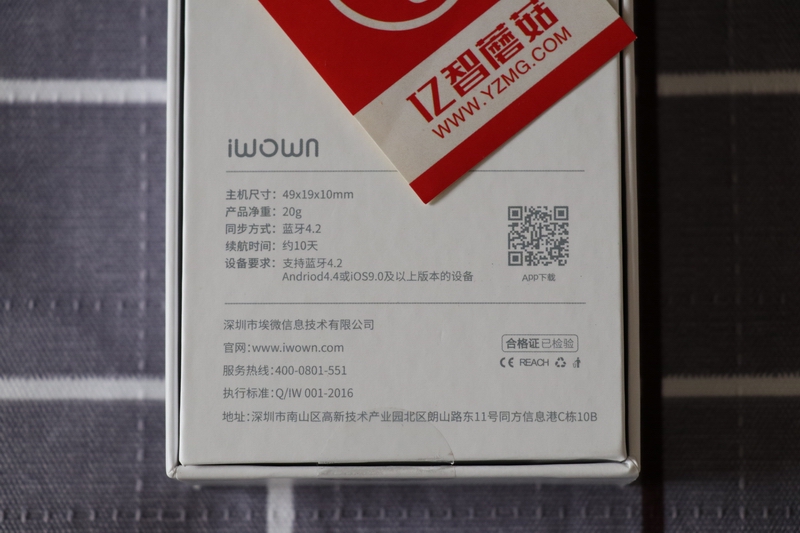 亿智蘑菇
WWW.YZMG.COM
iwown
主机尺寸：49x19x10mm
产品净重：20g
同步方式：蓝牙4.2
续航时间：约10天
设备要求：支持蓝牙4.2
Andriod4.4或iOS9.0及以上版本的设备
APP下载
深圳市埃微信息技术有限公司
官网：www.iwown.com
服务热线：400-0801-551
执行标准：Q/IW 001-2016
地址：深圳市南山区高新技术产业园北区朗山路东11号同方信息港C栋10B
合格证 已检验
CE REACH